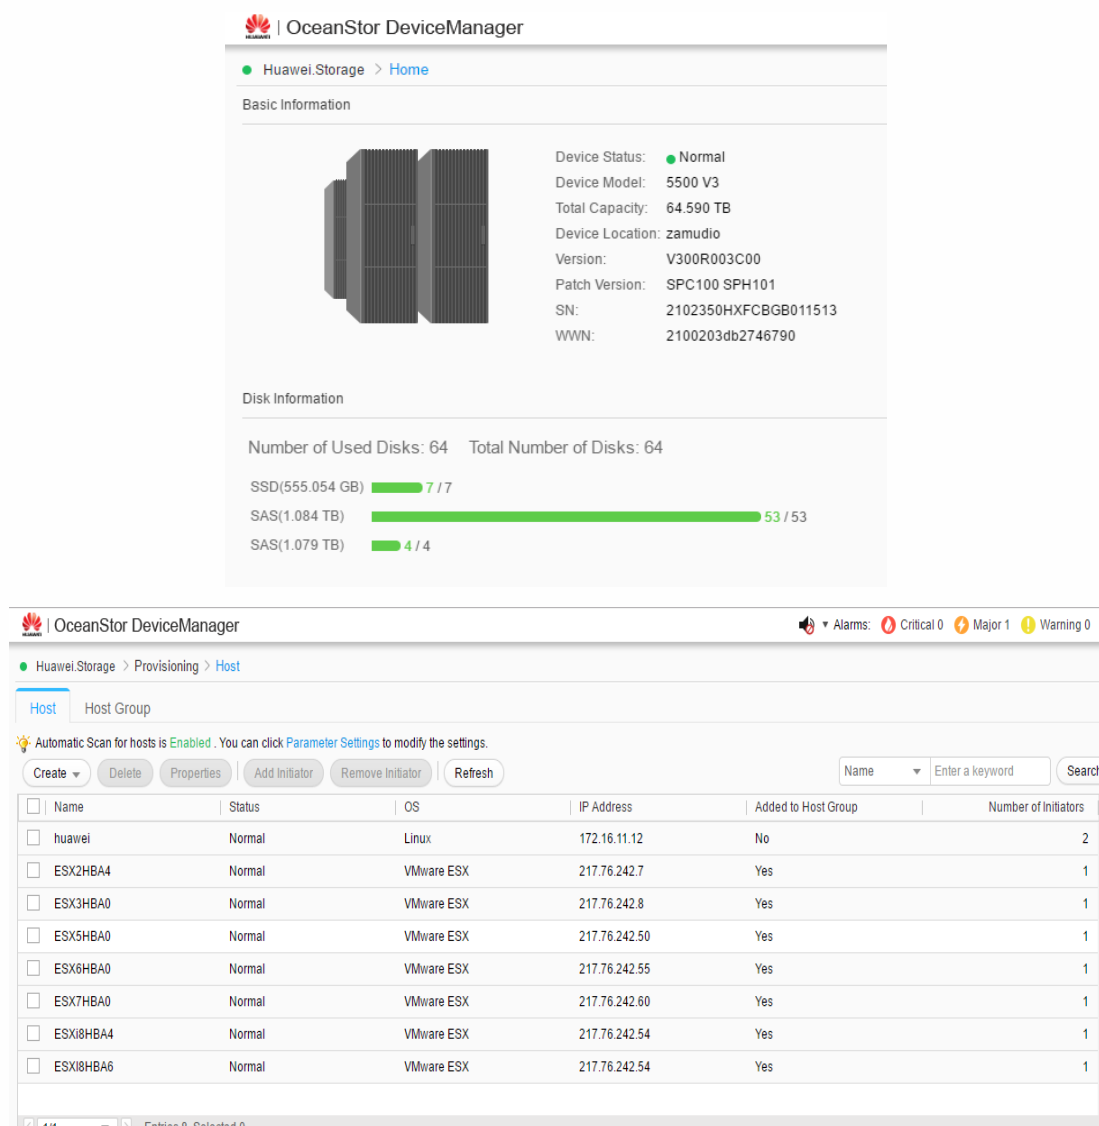 HUAWEI | OceanStor DeviceManager
Huawei.Storage > Home
Basic Information
Device Status: Normal
Device Model: 5500 V3
Total Capacity: 64.590 TB
Device Location: zamudio
Version: V300R003C00
Patch Version: SPC100 SPH101
SN: 2102350HXFCBGB011513
WWN: 2100203db2746790
Disk Information
Number of Used Disks: 64 Total Number of Disks: 64
SSD(555.054 GB) 7 / 7
SAS(1.084 TB) 53 / 53
SAS(1.079 TB) 4 / 4
HUAWEI | OceanStor DeviceManager Alarms: Critical 0 Major 1 Warning 0
Huawei.Storage > Provisioning > Host
Host Host Group
Automatic Scan for hosts is Enabled . You can click Parameter Settings to modify the settings.
Create Delete Properties Add Initiator Remove Initiator Refresh Name Enter a keyword Search
Name Status OS IP Address Added to Host Group Number of Initiators
huawei Normal Linux 172.16.11.12 No 2
ESX2HBA4 Normal VMware ESX 217.76.242.7 Yes 1
ESX3HBA0 Normal VMware ESX 217.76.242.8 Yes 1
ESX5HBA0 Normal VMware ESX 217.76.242.50 Yes 1
ESX6HBA0 Normal VMware ESX 217.76.242.55 Yes 1
ESX7HBA0 Normal VMware ESX 217.76.242.60 Yes 1
ESXi8HBA4 Normal VMware ESX 217.76.242.54 Yes 1
ESXI8HBA6 Normal VMware ESX 217.76.242.54 Yes 1
1/1 Entries 8, Selected 0